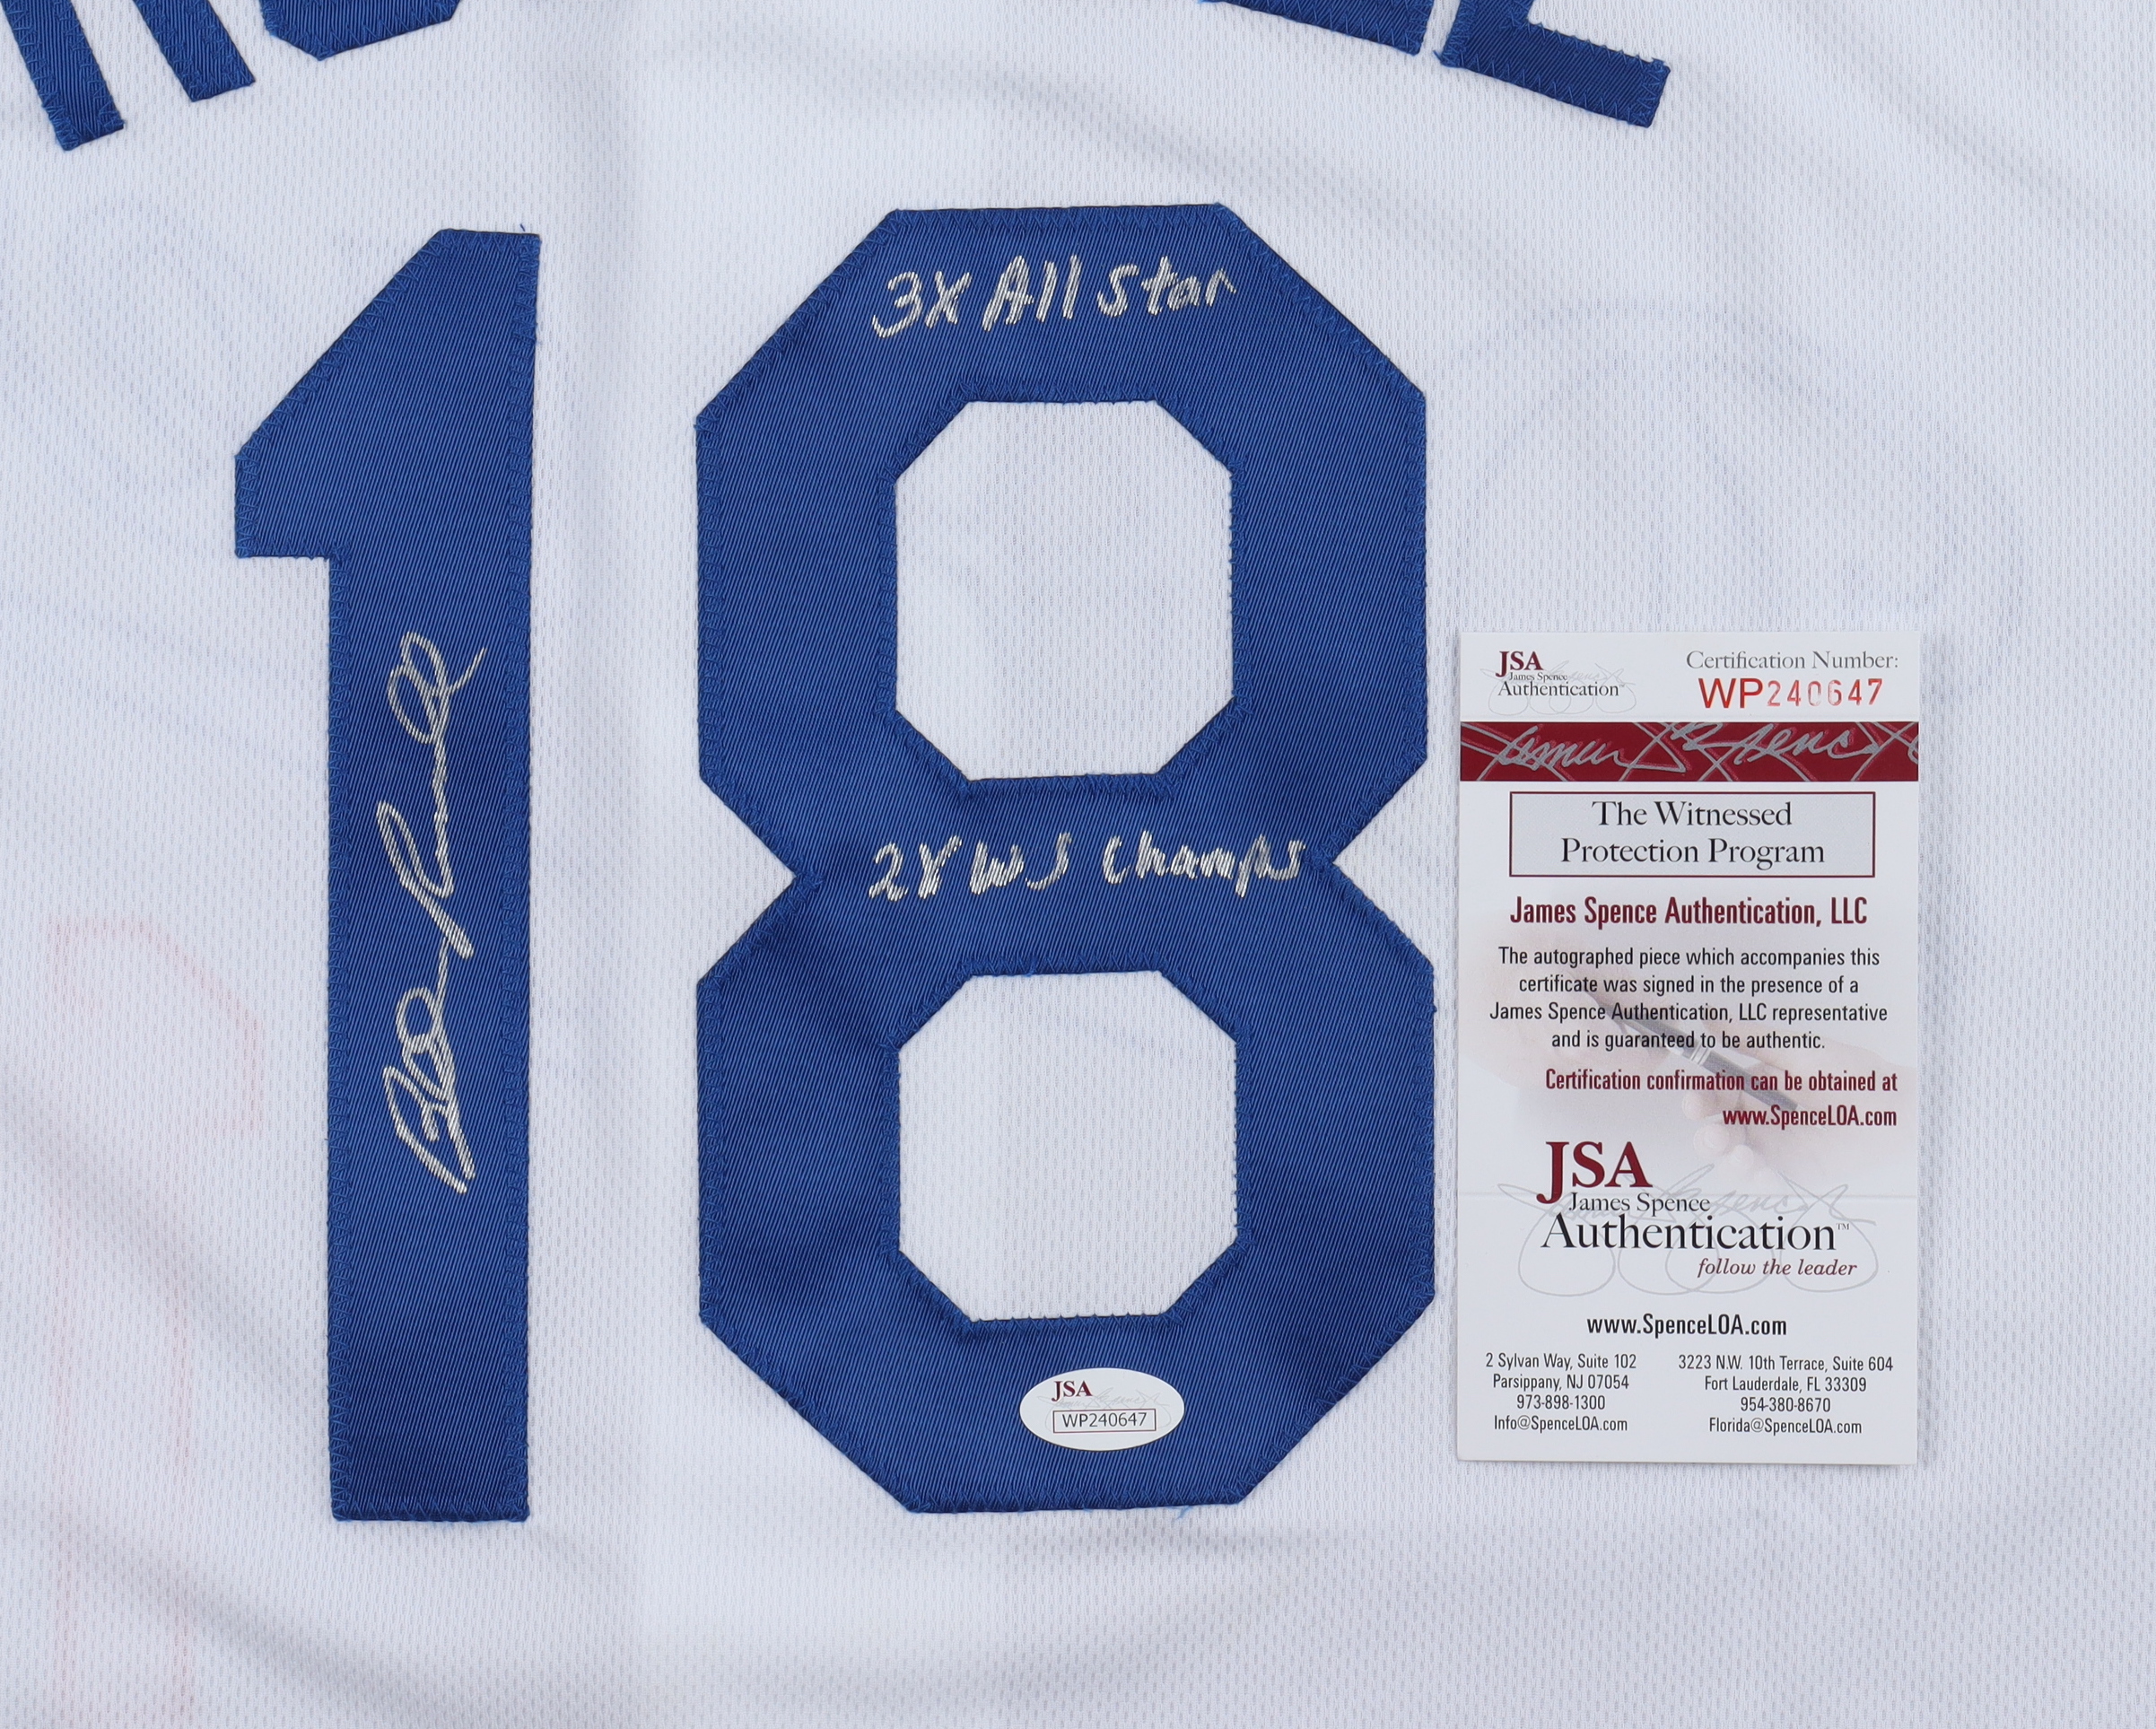 18
3X All Star
2X WS Champs
JSA
WP240647
JSA
James Spence
Authentication
Certification Number:
WP240647
The Witnessed
Protection Program
James Spence Authentication, LLC
The autographed piece which accompanies this
certificate was signed in the presence of a
James Spence Authentication, LLC representative
and is guaranteed to be authentic.
Certification confirmation can be obtained at
www.SpenceLOA.com
JSA
James Spence
Authentication™
follow the leader
www.SpenceLOA.com
2 Sylvan Way, Suite 102
Parsippany, NJ 07054
973-898-1300
Info@SpenceLOA.com
3223 N.W. 10th Terrace, Suite 604
Fort Lauderdale, FL 33309
954-380-8670
Florida@SpenceLOA.com